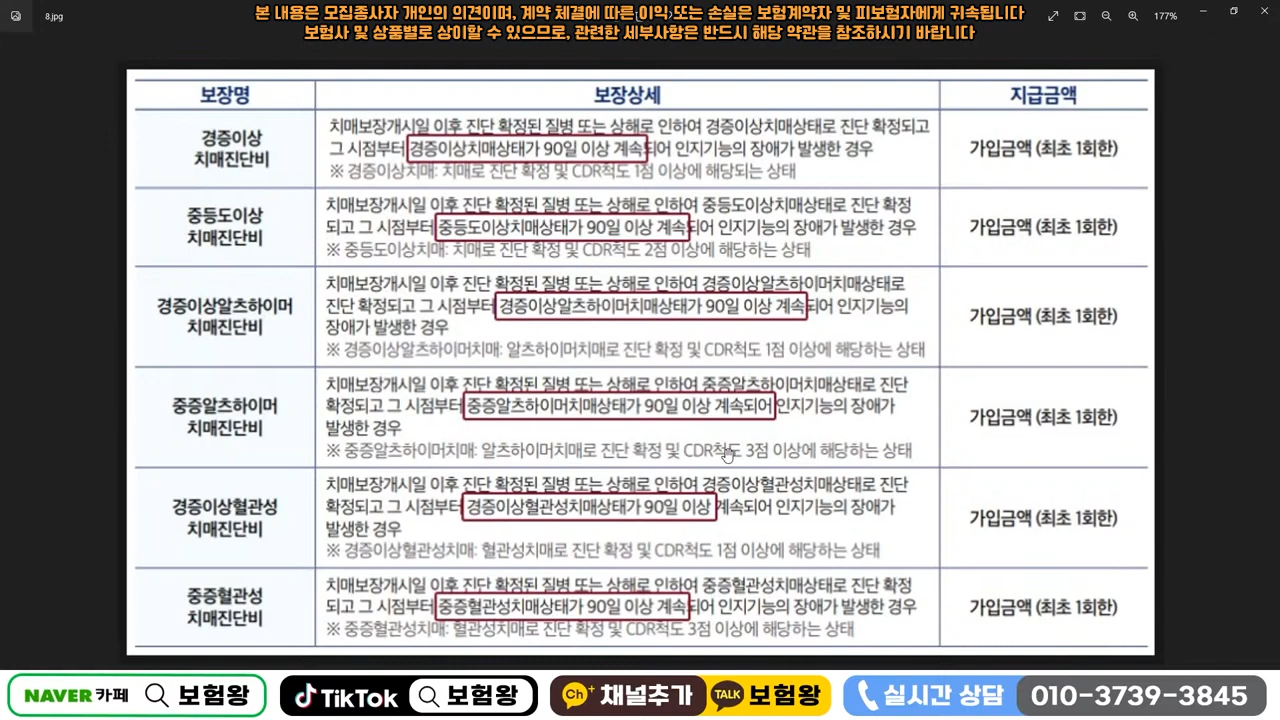 본 내용은 모집종사자 개인의 의견이며, 계약 체결에 따른 이익 또는 손실은 보험계약자 및 피보험자에게 귀속됩니다
8.jpg
177%
보험사 및 상품별로 상이할 수 있으므로, 관련한 세부사항은 반드시 해당 약관을 참조하시기 바랍니다
보장명 보장상세 지급금액
경증이상
치매진단비
치매보장개시일 이후 진단 확정된 질병 또는 상해로 인하여 경증이상치매상태로 진단 확정되고
그 시점부터 경증이상치매상태가 90일 이상 계속되어 인지기능의 장애가 발생한 경우
※ 경증이상치매: 치매로 진단 확정 및 CDR척도 1점 이상에 해당되는 상태
가입금액 (최초 1회한)
중등도이상
치매진단비
치매보장개시일 이후 진단 확정된 질병 또는 상해로 인하여 중등도이상치매상태로 진단 확정
되고 그 시점부터 중등도이상치매상태가 90일 이상 계속되어 인지기능의 장애가 발생한 경우
※ 중등도이상치매: 치매로 진단 확정 및 CDR척도 2점 이상에 해당하는 상태
가입금액 (최초 1회한)
경증이상알츠하이머
치매진단비
치매보장개시일 이후 진단 확정된 질병 또는 상해로 인하여 경증이상알츠하이머치매상태로
진단 확정되고 그 시점부터 경증이상알츠하이머치매상태가 90일 이상 계속되어 인지기능의
장애가 발생한 경우
※ 경증이상알츠하이머치매: 알츠하이머치매로 진단 확정 및 CDR척도 1점 이상에 해당하는 상태
가입금액 (최초 1회한)
중증알츠하이머
치매진단비
치매보장개시일 이후 진단 확정된 질병 또는 상해로 인하여 중증알츠하이머치매상태로 진단
확정되고 그 시점부터 중증알츠하이머치매상태가 90일 이상 계속되어 인지기능의 장애가
발생한 경우
※ 중증알츠하이머치매: 알츠하이머치매로 진단 확정 및 CDR척도 3점 이상에 해당하는 상태
가입금액 (최초 1회한)
경증이상혈관성
치매진단비
치매보장개시일 이후 진단 확정된 질병 또는 상해로 인하여 경증이상혈관성치매상태로 진단
확정되고 그 시점부터 경증이상혈관성치매상태가 90일 이상 계속되어 인지기능의 장애가
발생한 경우
※ 경증이상혈관성치매: 혈관성치매로 진단 확정 및 CDR척도 1점 이상에 해당하는 상태
가입금액 (최초 1회한)
중증혈관성
치매진단비
치매보장개시일 이후 진단 확정된 질병 또는 상해로 인하여 중증혈관성치매상태로 진단 확정
되고 그 시점부터 중증혈관성치매상태가 90일 이상 계속되어 인지기능의 장애가 발생한 경우
※ 중증혈관성치매: 혈관성치매로 진단 확정 및 CDR척도 3점 이상에 해당하는 상태
가입금액 (최초 1회한)
NAVER 카페 보험왕
TikTok 보험왕
Ch+ 채널추가 TALK 보험왕
실시간 상담 010-3739-3845